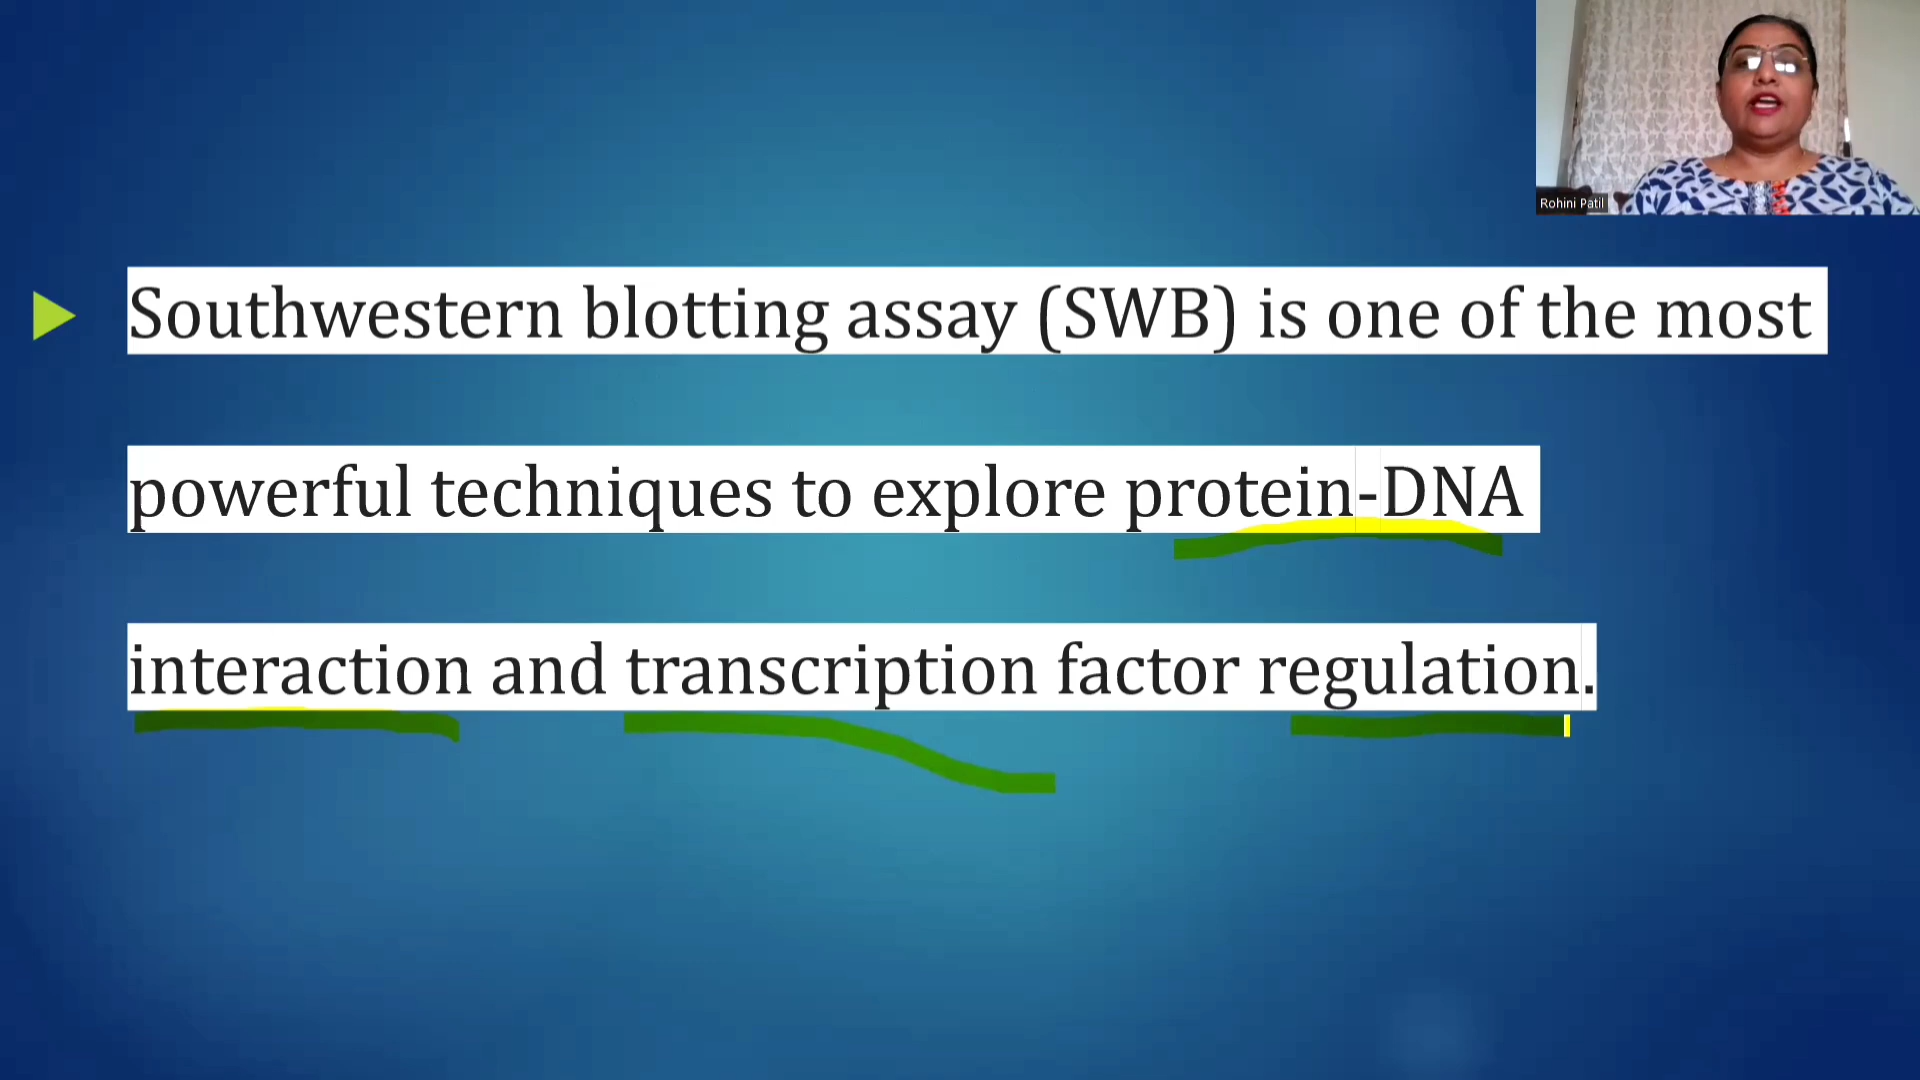 Rohini Patil
Southwestern blotting assay (SWB) is one of the most
powerful techniques to explore protein-DNA
interaction and transcription factor regulation.